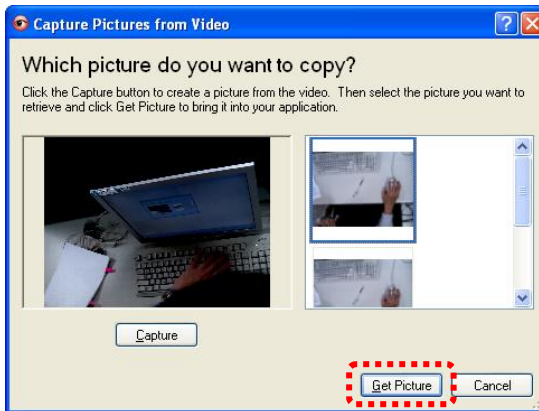 Capture Pictures from Video
Which picture do you want to copy?
Click the Capture button to create a picture from the video. Then select the picture you want to
retrieve and click Get Picture to bring it into your application.
Capture
Get Picture Cancel